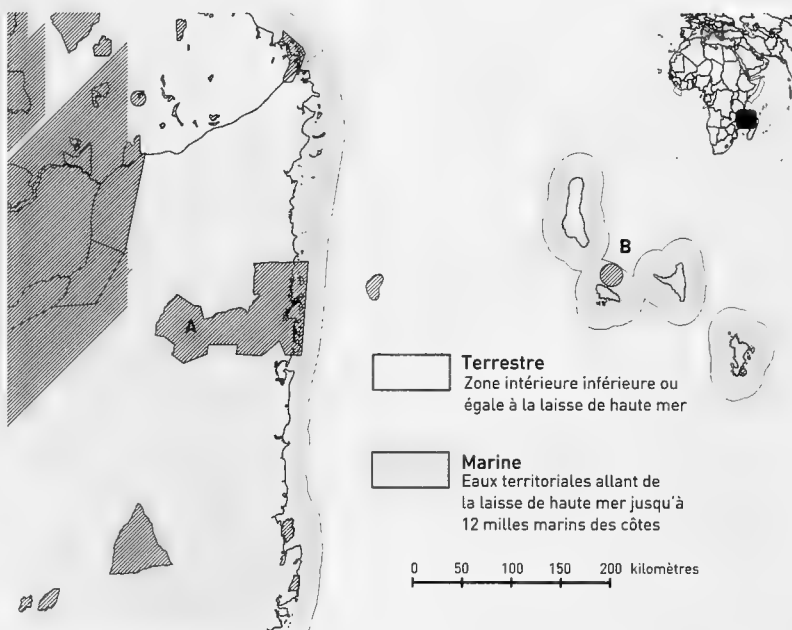 B
A
Terrestre
Zone intérieure inférieure ou
égale à la laisse de haute mer
Marine
Eaux territoriales allant de
la laisse de haute mer jusqu'à
12 milles marins des côtes
0 50 100 150 200 kilomètres